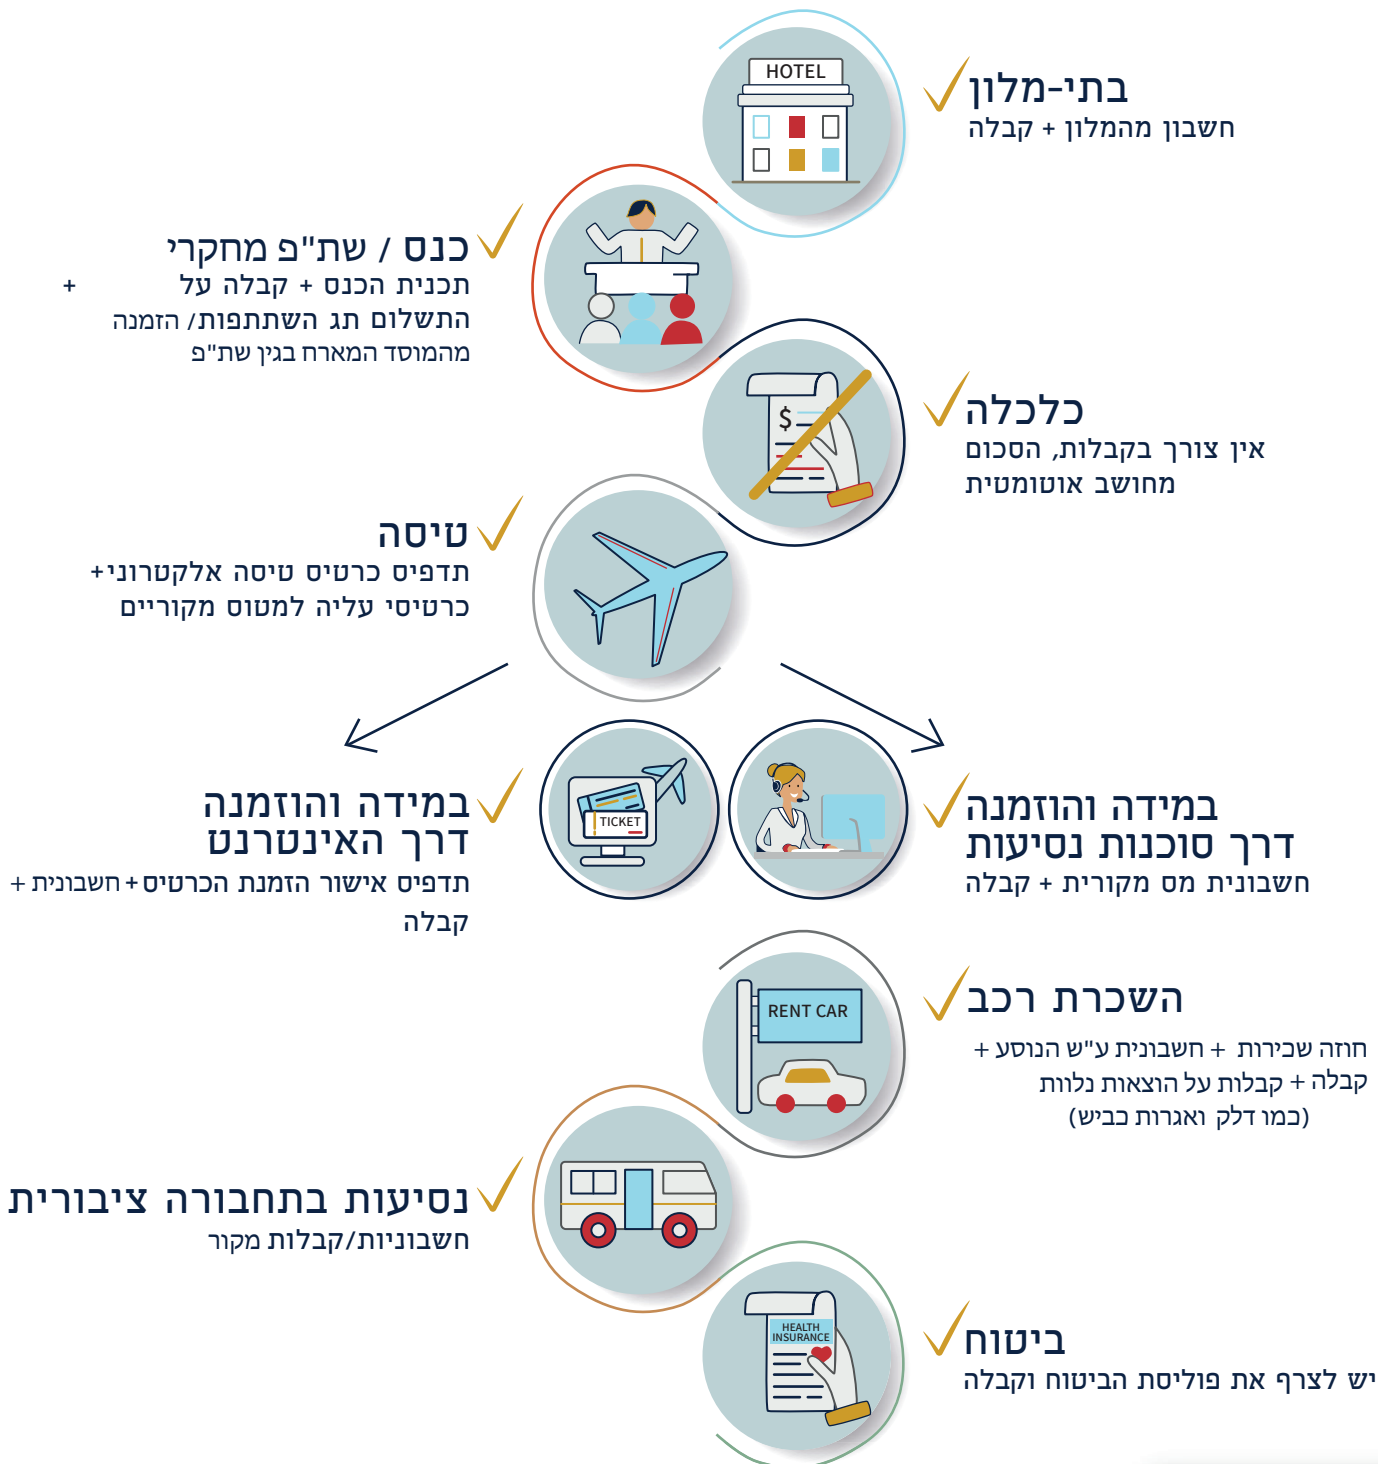 HOTEL
בתי-מלון
חשבון מהמלון + קבלה
כנס / שת"פ מחקרי
תכנית הכנס + קבלה על +
התשלום תג השתתפות/ הזמנה
מהמוסד המארח בגין שת"פ
$
כלכלה
אין צורך בקבלות, הסכום
מחושב אוטומטית
טיסה
תדפיס כרטיס טיסה אלקטרוני+
כרטיסי עליה למטוס מקוריים
במידה והוזמנה
דרך סוכנות נסיעות
חשבונית מס מקורית + קבלה
TICKET
במידה והוזמנה
דרך האינטרנט
תדפיס אישור הזמנת הכרטיס+ חשבונית +
קבלה
RENT CAR
השכרת רכב
חוזה שכירות + חשבונית ע"ש הנוסע +
קבלה + קבלות על הוצאות נלוות
(כמו דלק ואגרות כביש)
נסיעות בתחבורה ציבורית
חשבוניות/קבלות מקור
HEALTH
INSURANCE
ביטוח
יש לצרף את פוליסת הביטוח וקבלה